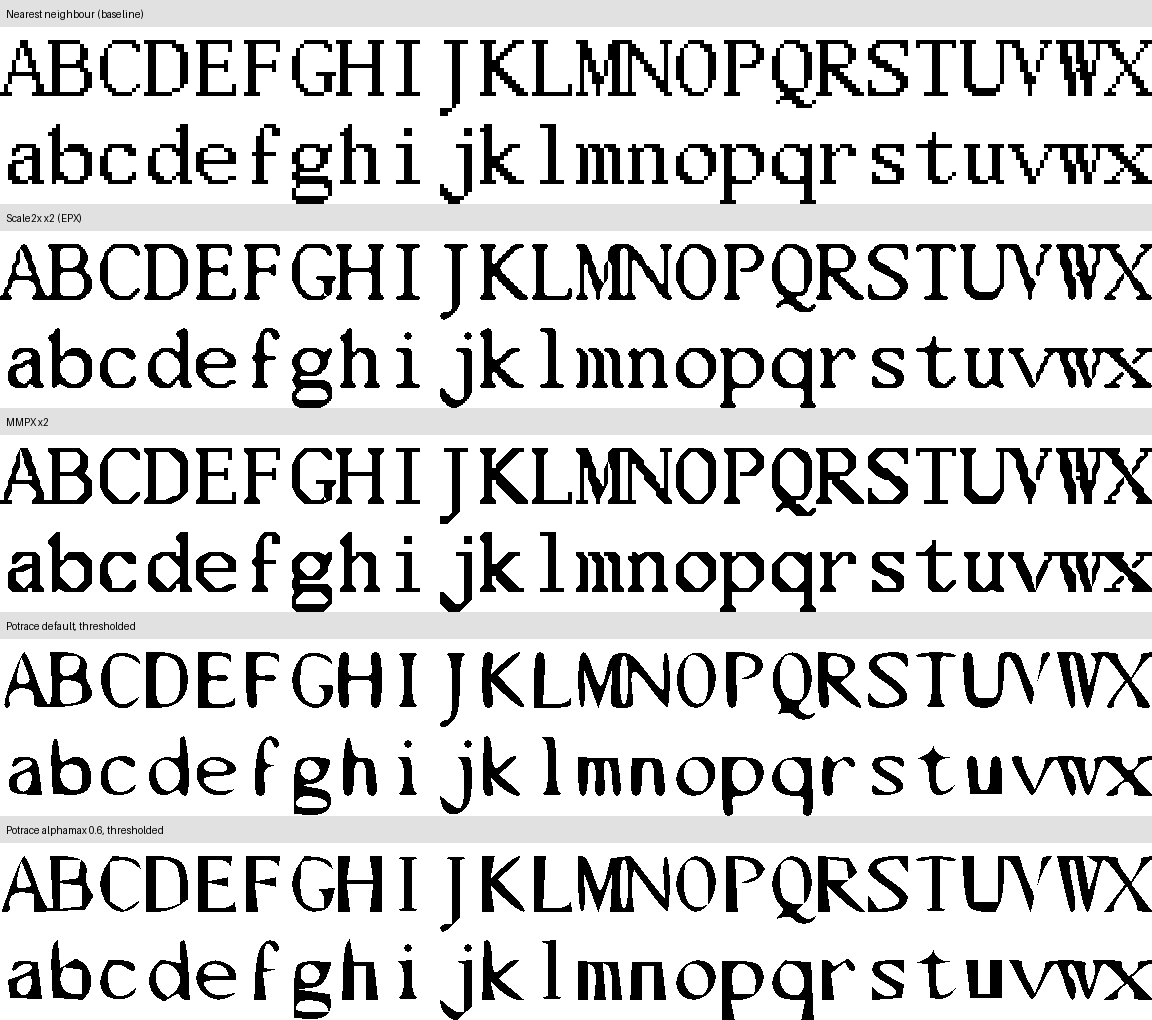 Nearest neighbour (baseline)
ABCDEFGHIJKLMNOPQRSTUVWX
abcdefghijklmnopqrstuvwx
Scale2x x2 (EPX)
ABCDEFGHIJKLMNOPQRSTUVWX
abcdefghijklmnopqrstuvwx
MMPX x2
ABCDEFGHIJKLMNOPQRSTUVWX
abcdefghijklmnopqrstuvwx
Potrace default, thresholded
ABCDEFGHIJKLMNOPQRSTUVWX
abcdefghijklmnopqrstuvwx
Potrace alphamax 0.6, thresholded
ABCDEFGHIJKLMNOPQRSTUVWX
abcdefghijklmnopqrstuvwx